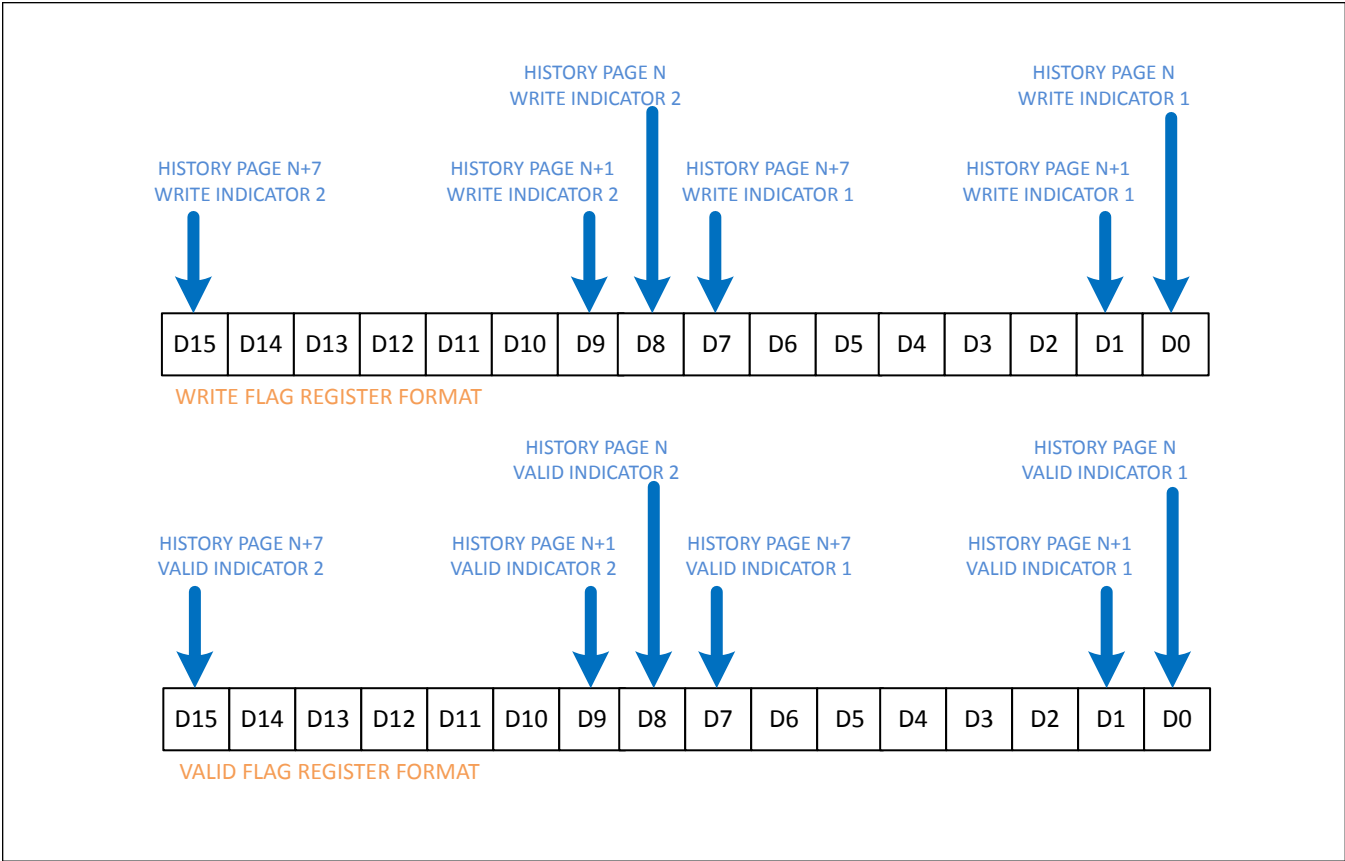 HISTORY PAGE N
WRITE INDICATOR 2
HISTORY PAGE N
WRITE INDICATOR 1
HISTORY PAGE N+7
WRITE INDICATOR 2
HISTORY PAGE N+1
WRITE INDICATOR 2
HISTORY PAGE N+7
WRITE INDICATOR 1
HISTORY PAGE N+1
WRITE INDICATOR 1
D15 D14 D13 D12 D11 D10 D9 D8 D7 D6 D5 D4 D3 D2 D1 D0
WRITE FLAG REGISTER FORMAT
HISTORY PAGE N
VALID INDICATOR 2
HISTORY PAGE N
VALID INDICATOR 1
HISTORY PAGE N+7
VALID INDICATOR 2
HISTORY PAGE N+1
VALID INDICATOR 2
HISTORY PAGE N+7
VALID INDICATOR 1
HISTORY PAGE N+1
VALID INDICATOR 1
D15 D14 D13 D12 D11 D10 D9 D8 D7 D6 D5 D4 D3 D2 D1 D0
VALID FLAG REGISTER FORMAT